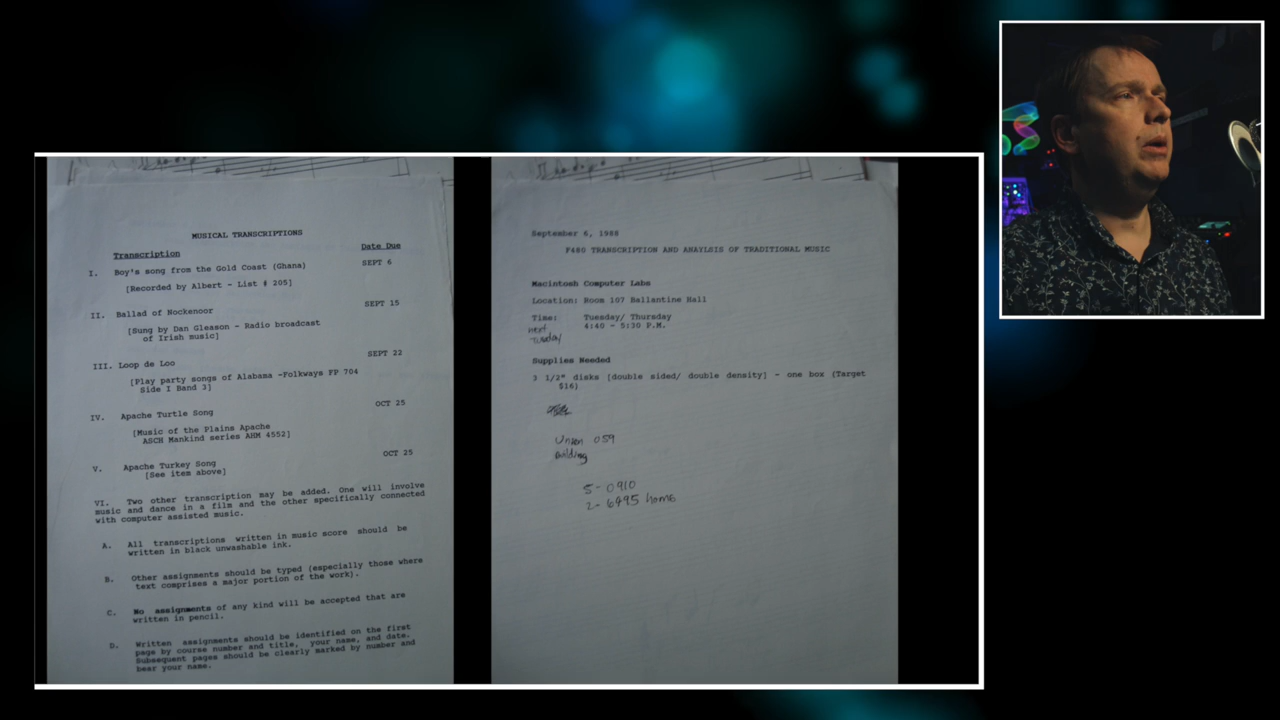 MUSICAL TRANSCRIPTIONS
Transcription Date Due
I. Boy's song from the Gold Coast (Ghana) SEPT 6
[Recorded by Albert - List # 205]
II. Ballad of Nockenoor SEPT 15
[Sung by Dan Gleason - Radio broadcast
of Irish music]
III. Loop de Loo SEPT 22
[Play party songs of Alabama -Folkways FP 704
Side I Band 3]
IV. Apache Turtle Song OCT 25
[Music of the Plains Apache
ASCH Mankind series AHM 4552]
V. Apache Turkey Song OCT 25
[See item above]
VI. Two other transcription may be added. One will involve
music and dance in a film and the other specifically connected
with computer assisted music.
A. All transcriptions written in music score should be
written in black unwashable ink.
B. Other assignments should be typed (especially those where
text comprises a major portion of the work).
C. No assignments of any kind will be accepted that are
written in pencil.
D. Written assignments should be identified on the first
page by course number and title, your name, and date.
Subsequent pages should be clearly marked by number and
bear your name.
September 6, 1988
F480 TRANSCRIPTION AND ANAYLSIS OF TRADITIONAL MUSIC
Macintosh Computer Labs
Location: Room 107 Ballantine Hall
Time: Tuesday/ Thursday
4:40 - 5:30 P.M.
next
Tuesday
Supplies Needed
3 1/2" disks [double sided/ double density] - one box (Target
$16)
Union 059
Building
5-0910
2-6495 home